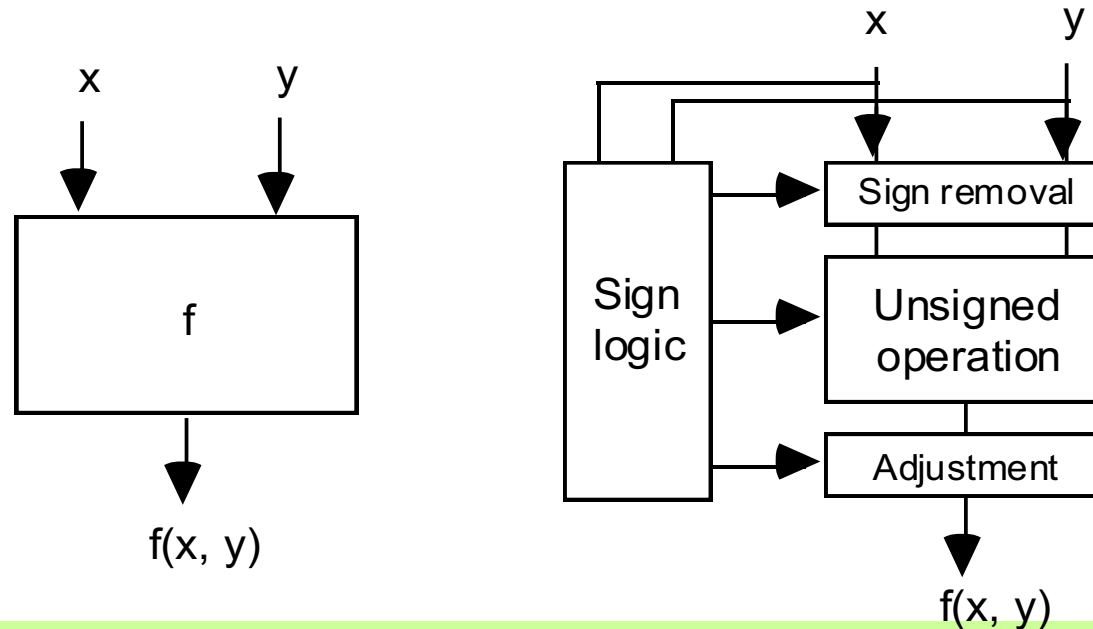 x y
f
f(x, y)
x y
Sign removal
Sign
logic
Unsigned
operation
Adjustment
f(x, y)